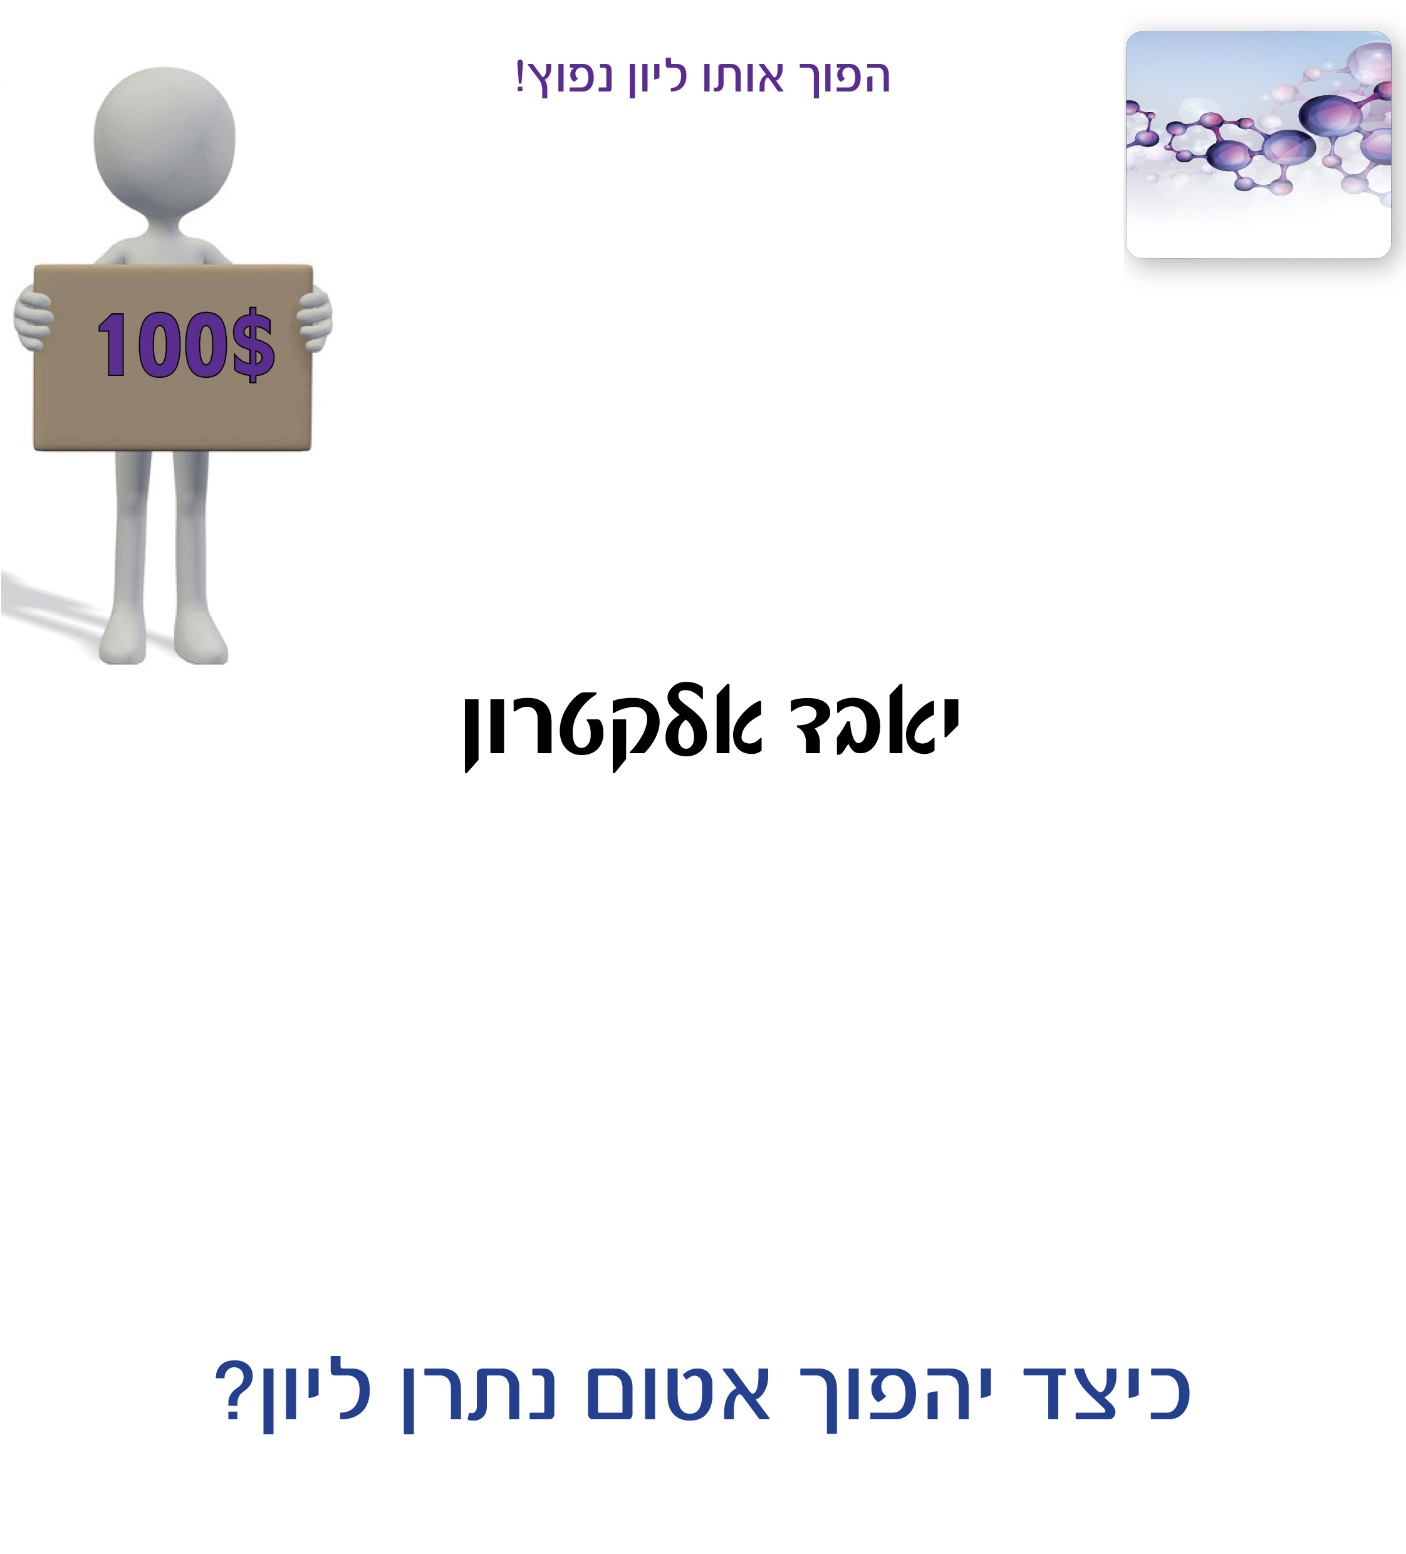 הפוך אותו ליון נפוץ!
100$
יאבד אלקטרון
כיצד יהפוך אטום נתרן ליון?